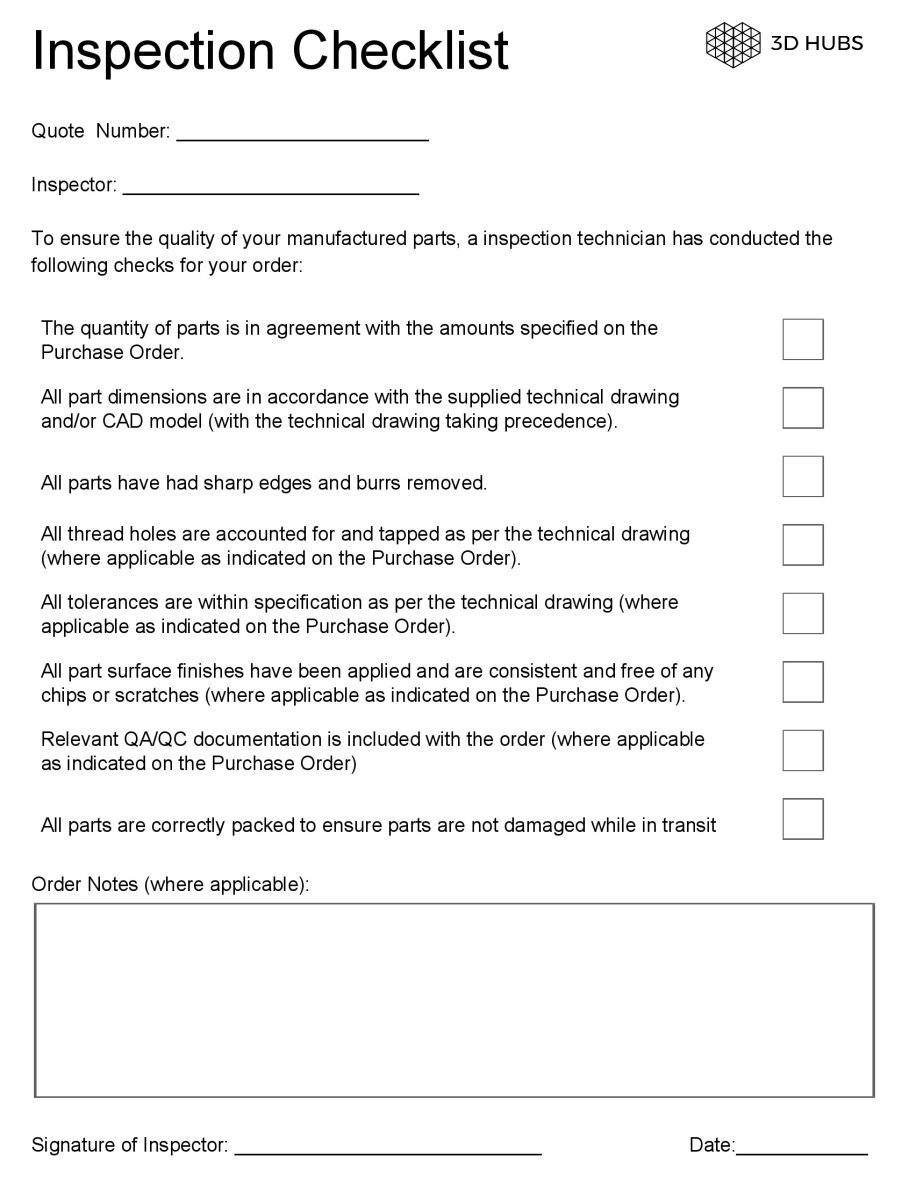 Inspection Checklist
3D HUBS
Quote Number: 
Inspector: 
To ensure the quality of your manufactured parts, a inspection technician has conducted the
following checks for your order:
The quantity of parts is in agreement with the amounts specified on the
Purchase Order.
All part dimensions are in accordance with the supplied technical drawing
and/or CAD model (with the technical drawing taking precedence).
All parts have had sharp edges and burrs removed.
All thread holes are accounted for and tapped as per the technical drawing
(where applicable as indicated on the Purchase Order).
All tolerances are within specification as per the technical drawing (where
applicable as indicated on the Purchase Order).
All part surface finishes have been applied and are consistent and free of any
chips or scratches (where applicable as indicated on the Purchase Order).
Relevant QA/QC documentation is included with the order (where applicable
as indicated on the Purchase Order)
All parts are correctly packed to ensure parts are not damaged while in transit
Order Notes (where applicable):
Signature of Inspector: 
Date: